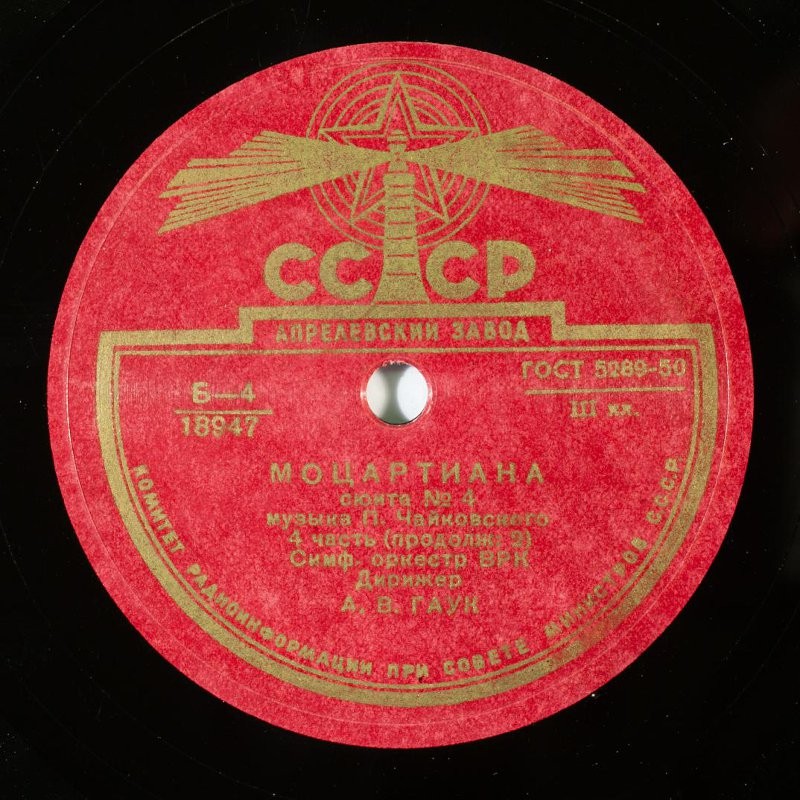 СССР
АПРЕЛЕВСКИЙ ЗАВОД
Б—4
18947
ГОСТ 5289-50
III кл.
МОЦАРТИАНА
сюита № 4
музыка П. Чайковского
4 часть (продолж. 2)
Симф. оркестр ВРК
Дирижер
А. В. ГАУК
КОМИТЕТ РАДИОИНФОРМАЦИИ ПРИ СОВЕТЕ МИНИСТРОВ СССР